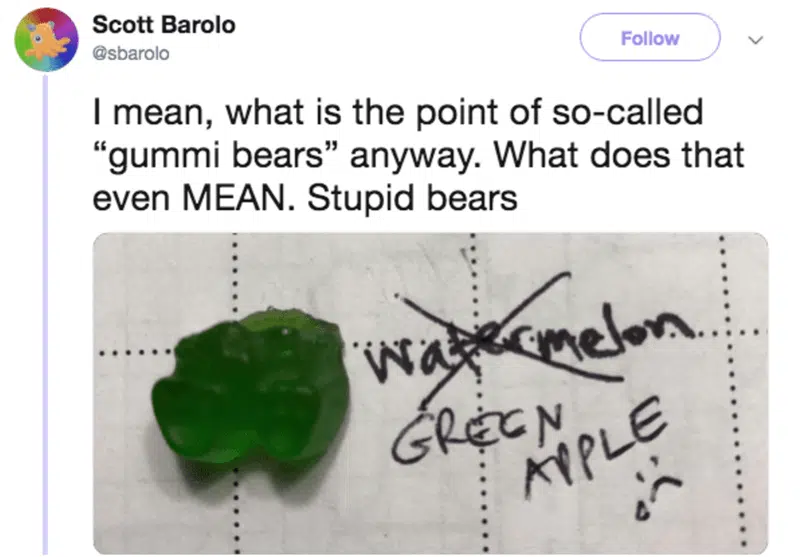 Scott Barolo
@sbarolo
Follow
I mean, what is the point of so-called
“gummi bears” anyway. What does that
even MEAN. Stupid bears
watermelon
GREEN
APPLE